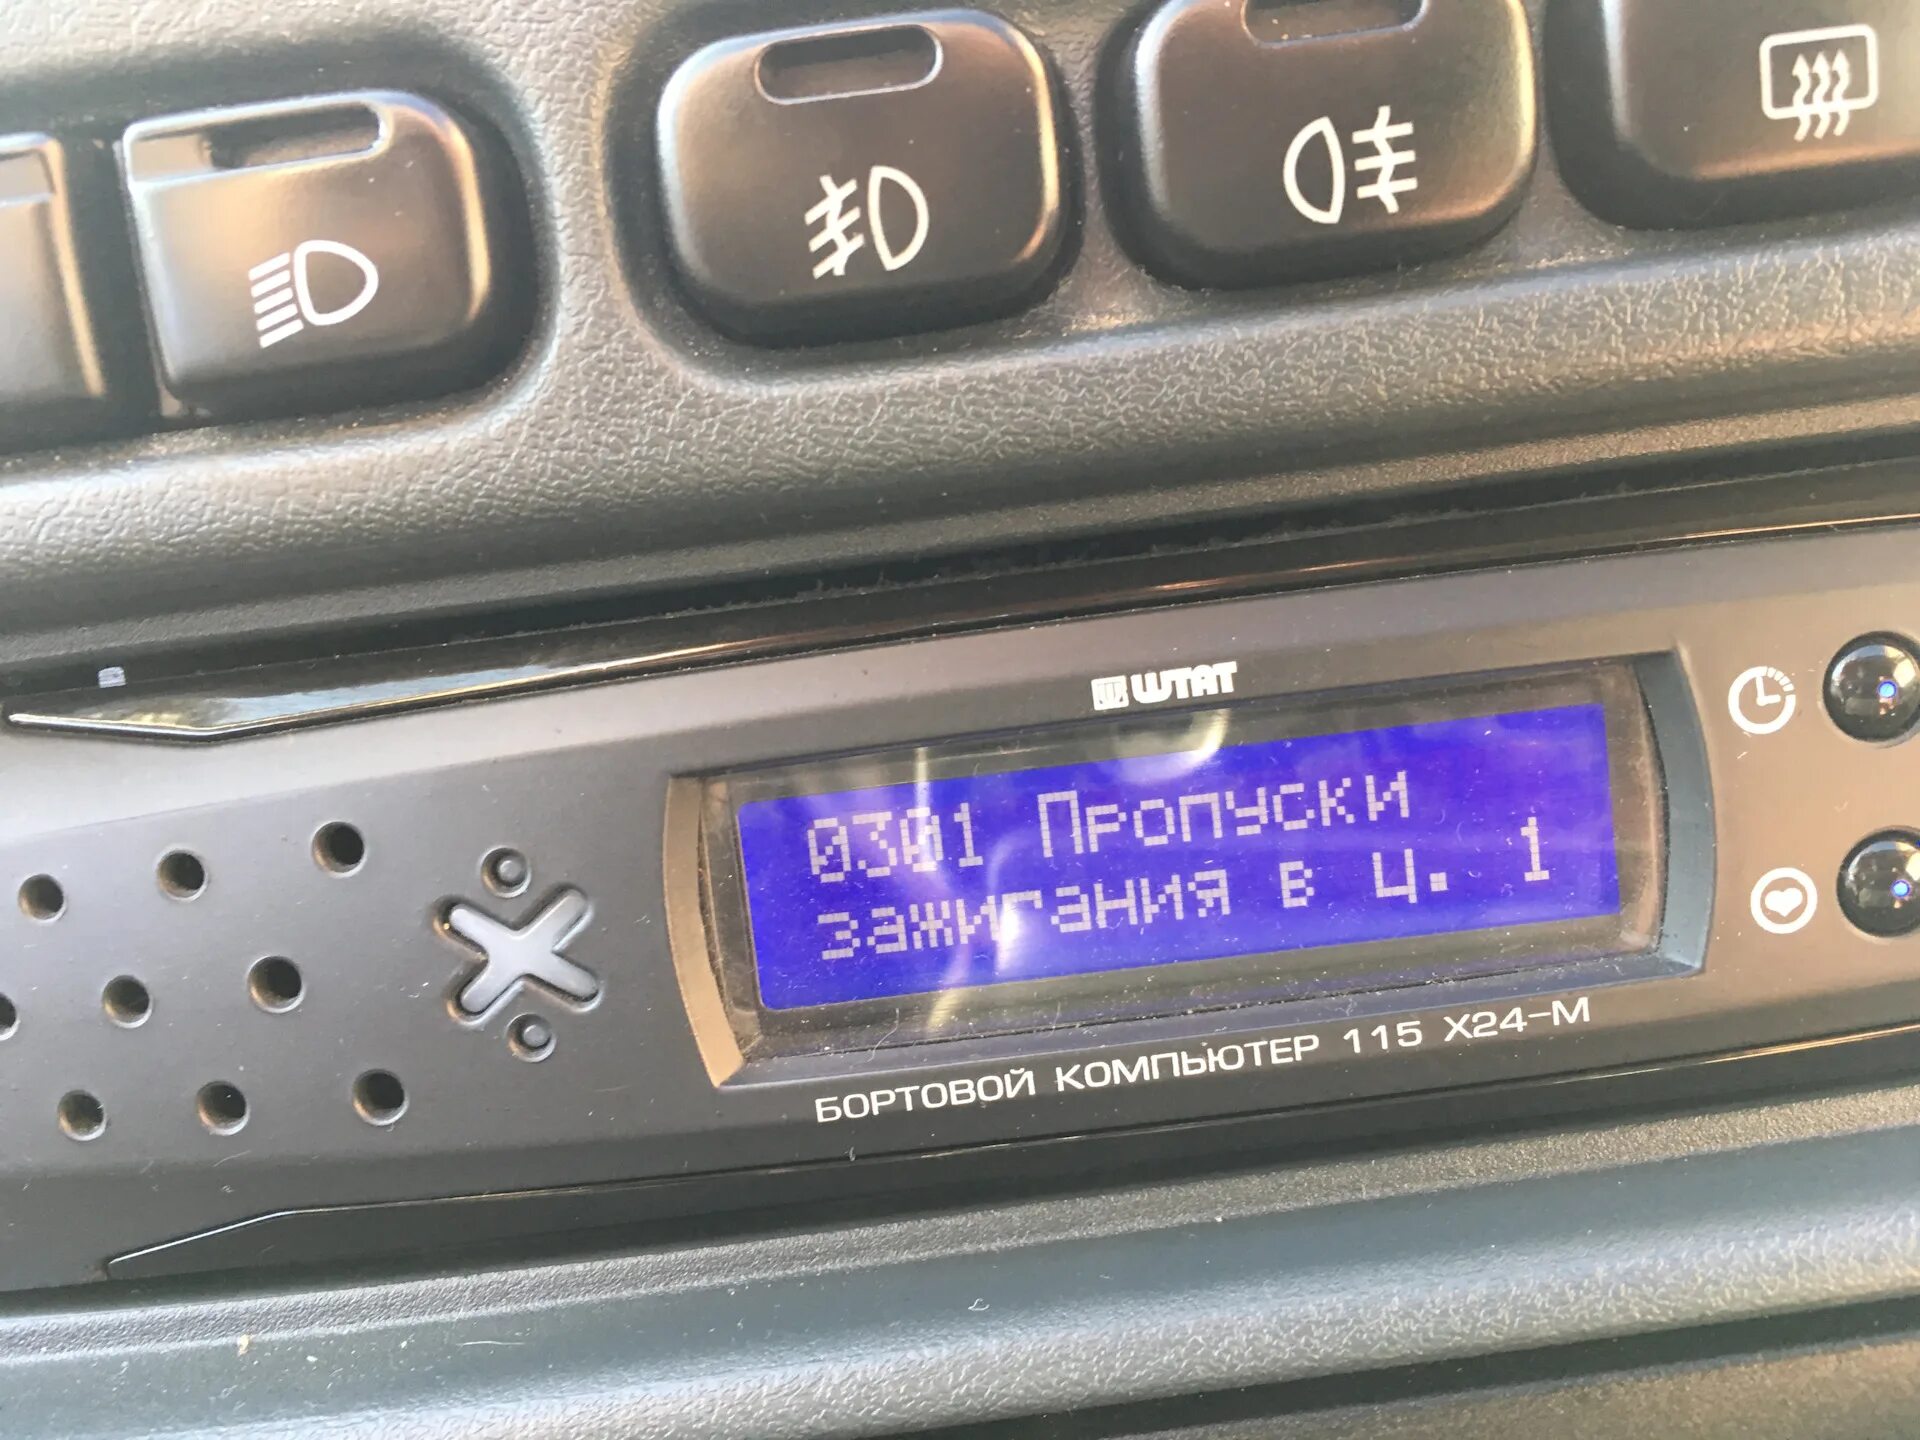 ШТАТ
0301 Пропуски
зажигания в ц. 1
БОРТОВОЙ КОМПЬЮТЕР 115 X24-M